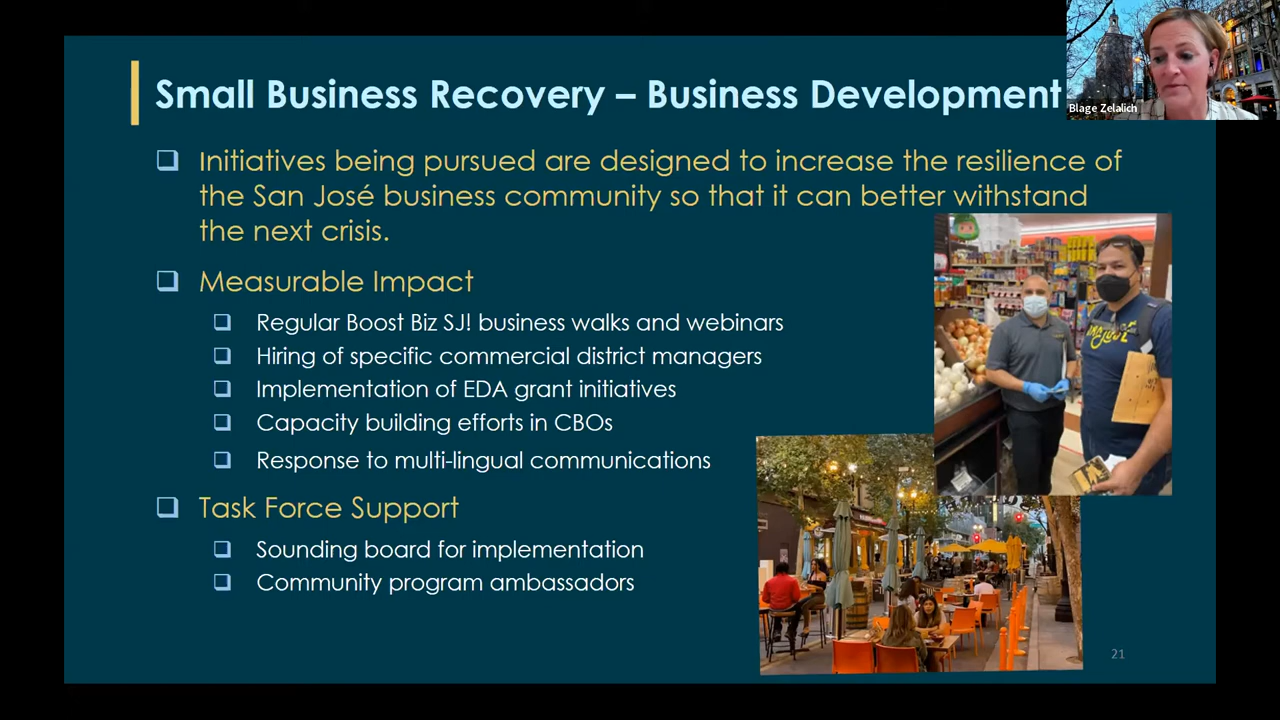 Small Business Recovery – Business Development
Blage Zelalich
Initiatives being pursued are designed to increase the resilience of
the San José business community so that it can better withstand
the next crisis.
Measurable Impact
Regular Boost Biz SJ! business walks and webinars
Hiring of specific commercial district managers
Implementation of EDA grant initiatives
Capacity building efforts in CBOs
Response to multi-lingual communications
Task Force Support
Sounding board for implementation
Community program ambassadors
21